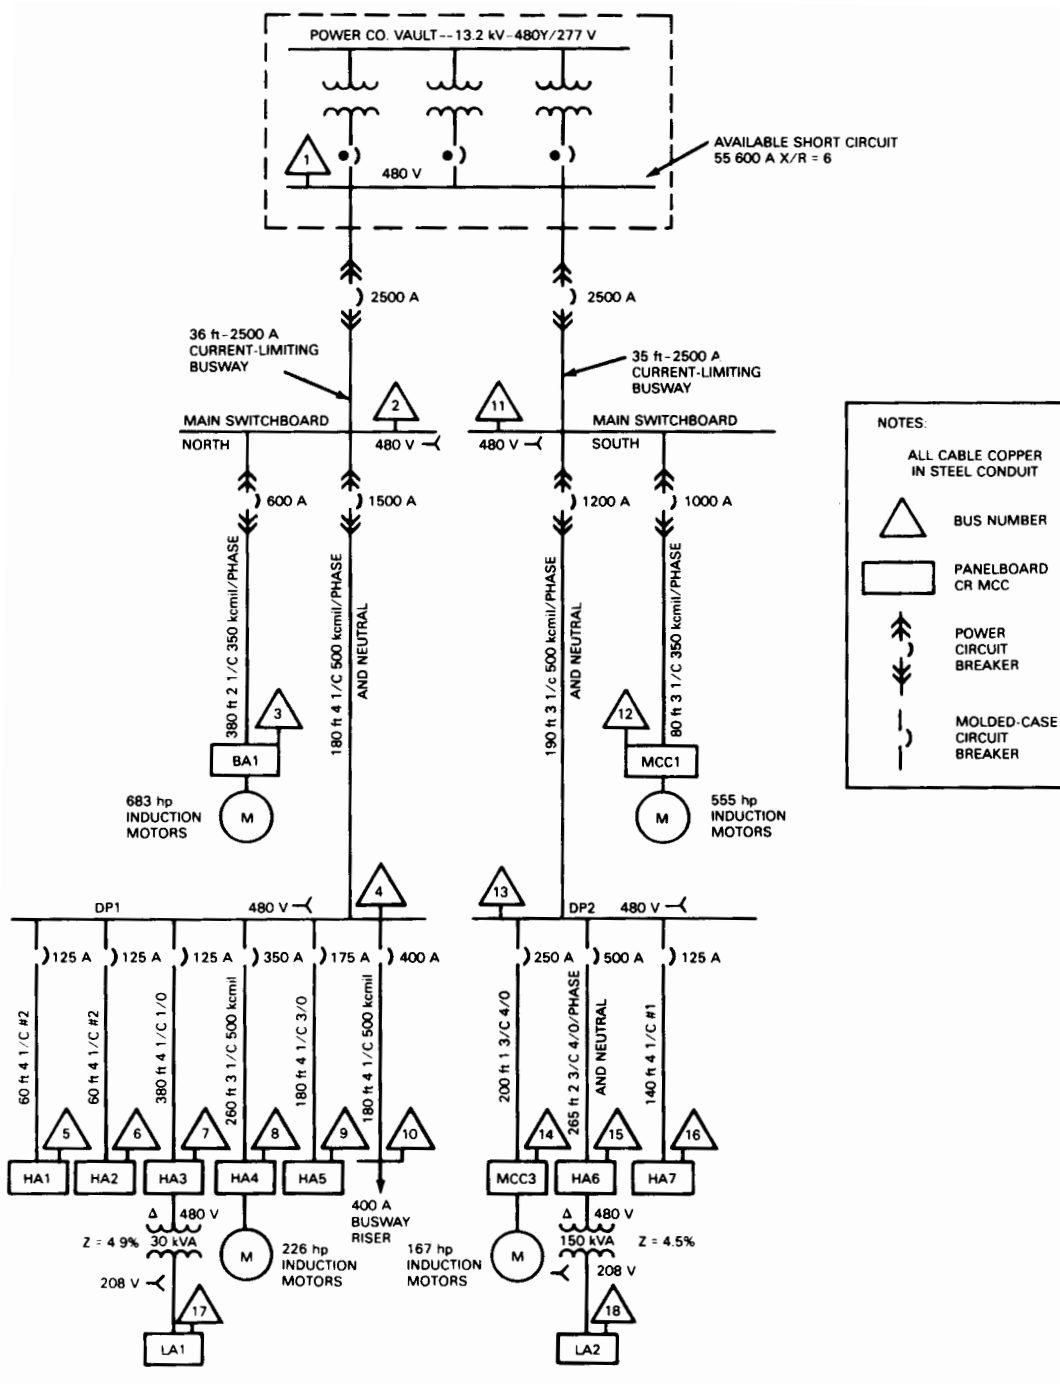 POWER CO. VAULT--13.2 kV-480Y/277 V
1
480 V
AVAILABLE SHORT CIRCUIT
55 600 A X/R = 6
2500 A
2500 A
36 ft-2500 A
CURRENT-LIMITING
BUSWAY
35 ft-2500 A
CURRENT-LIMITING
BUSWAY
2
11
MAIN SWITCHBOARD
NORTH
480 V
480 V
MAIN SWITCHBOARD
SOUTH
600 A
1500 A
1200 A
1000 A
380 ft 2 1/C 350 kcmil/PHASE
180 ft 4 1/C 500 kcmil/PHASE
AND NEUTRAL
190 ft 3 1/c 500 kcmil/PHASE
AND NEUTRAL
80 ft 3 1/C 350 kcmil/PHASE
3
12
BA1
MCC1
683 hp
INDUCTION
MOTORS
M
M
555 hp
INDUCTION
MOTORS
NOTES:
ALL CABLE COPPER
IN STEEL CONDUIT
BUS NUMBER
PANELBOARD
CR MCC
POWER
CIRCUIT
BREAKER
MOLDED-CASE
CIRCUIT
BREAKER
4
13
DP1
480 V
DP2
480 V
125 A
125 A
125 A
350 A
175 A
400 A
250 A
500 A
125 A
60 ft 4 1/C #2
60 ft 4 1/C #2
380 ft 4 1/C 1/0
260 ft 3 1/C 500 kcmil
180 ft 4 1/C 3/0
180 ft 4 1/C 500 kcmil
200 ft 1 3/C 4/0
265 ft 2 3/C 4/0/PHASE
AND NEUTRAL
140 ft 4 1/C #1
5
6
7
8
9
10
14
15
16
HA1
HA2
HA3
HA4
HA5
MCC3
HA6
HA7
400 A
BUSWAY
RISER
Δ 480 V
Z = 4 9%
30 kVA
208 V
M
226 hp
INDUCTION
MOTORS
167 hp
INDUCTION
MOTORS
M
Δ 480 V
150 kVA
Z = 4.5%
208 V
17
18
LA1
LA2